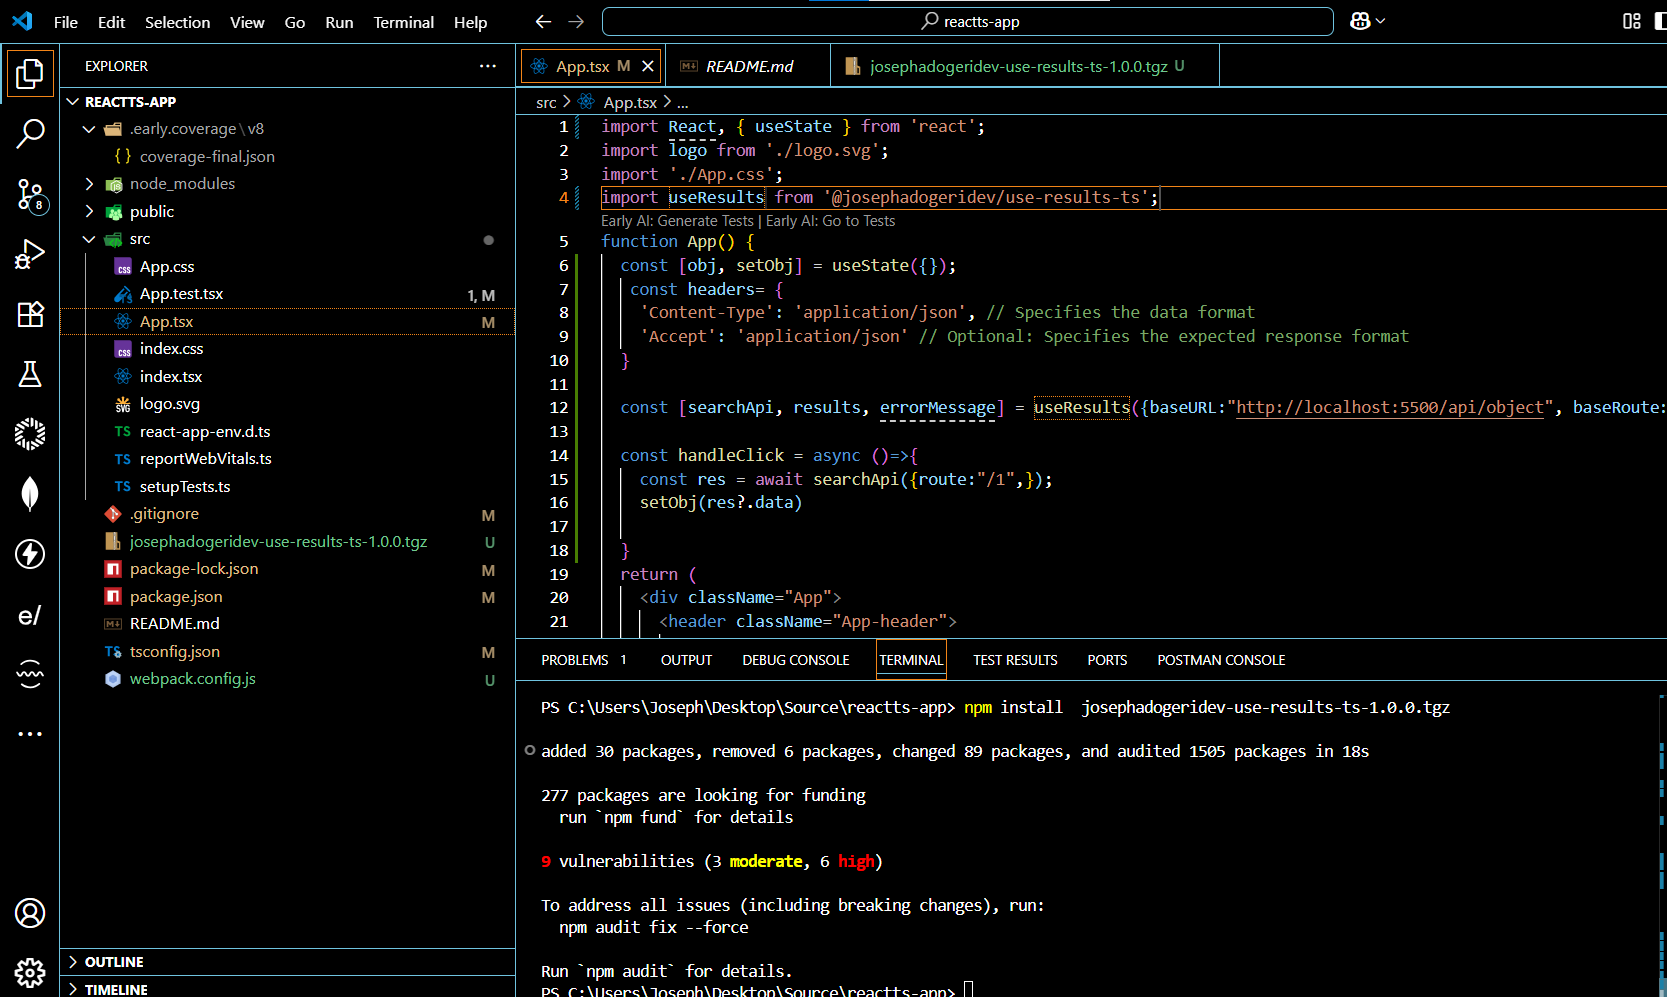 File Edit Selection View Go Run Terminal Help
reactts-app
EXPLORER
REACTTS-APP
.early.coverage\v8
{} coverage-final.json
node_modules
public
src
App.css
App.test.tsx 1, M
App.tsx M
index.css
index.tsx
logo.svg
TS react-app-env.d.ts
TS reportWebVitals.ts
TS setupTests.ts
.gitignore M
josephadogeridev-use-results-ts-1.0.0.tgz U
package-lock.json M
package.json M
README.md
tsconfig.json M
webpack.config.js U
OUTLINE
TIMELINE
8
e/
App.tsx M
README.md
josephadogeridev-use-results-ts-1.0.0.tgz U
src > App.tsx > ...
1 import React, { useState } from 'react';
2 import logo from './logo.svg';
3 import './App.css';
4 import useResults from '@josephadogeridev/use-results-ts';
Early AI: Generate Tests | Early AI: Go to Tests
5 function App() {
6 const [obj, setObj] = useState({});
7 const headers= {
8 'Content-Type': 'application/json', // Specifies the data format
9 'Accept': 'application/json' // Optional: Specifies the expected response format
10 }
11
12 const [searchApi, results, errorMessage] = useResults({baseURL:"http://localhost:5500/api/object", baseRoute:
13
14 const handleClick = async ()=>{
15 const res = await searchApi({route:"/1",});
16 setObj(res?.data)
17
18 }
19 return (
20 <div className="App">
21 <header className="App-header">
PROBLEMS 1 OUTPUT DEBUG CONSOLE TERMINAL TEST RESULTS PORTS POSTMAN CONSOLE
PS C:\Users\Joseph\Desktop\Source\reactts-app> npm install  josephadogeridev-use-results-ts-1.0.0.tgz
added 30 packages, removed 6 packages, changed 89 packages, and audited 1505 packages in 18s
277 packages are looking for funding
run `npm fund` for details
9 vulnerabilities (3 moderate, 6 high)
To address all issues (including breaking changes), run:
npm audit fix --force
Run `npm audit` for details.
PS C:\Users\Joseph\Desktop\Source\reactts-app>